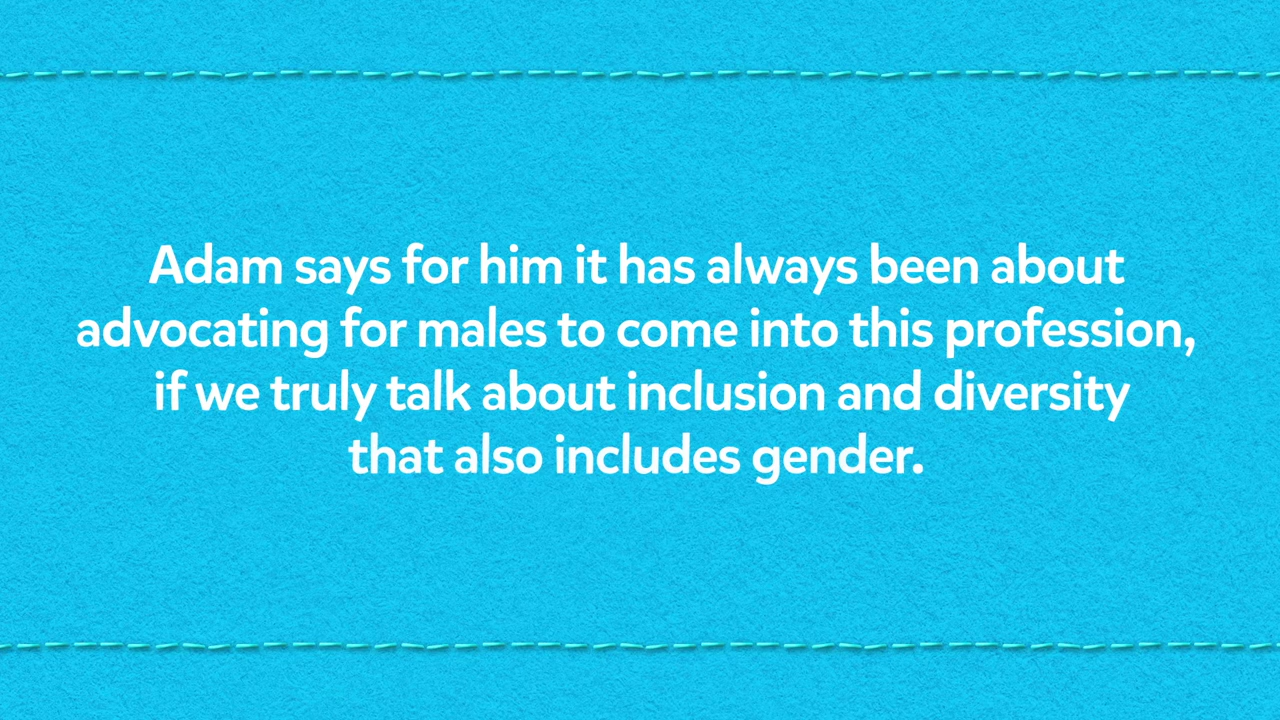 Adam says for him it has always been about
advocating for males to come into this profession,
if we truly talk about inclusion and diversity
that also includes gender.